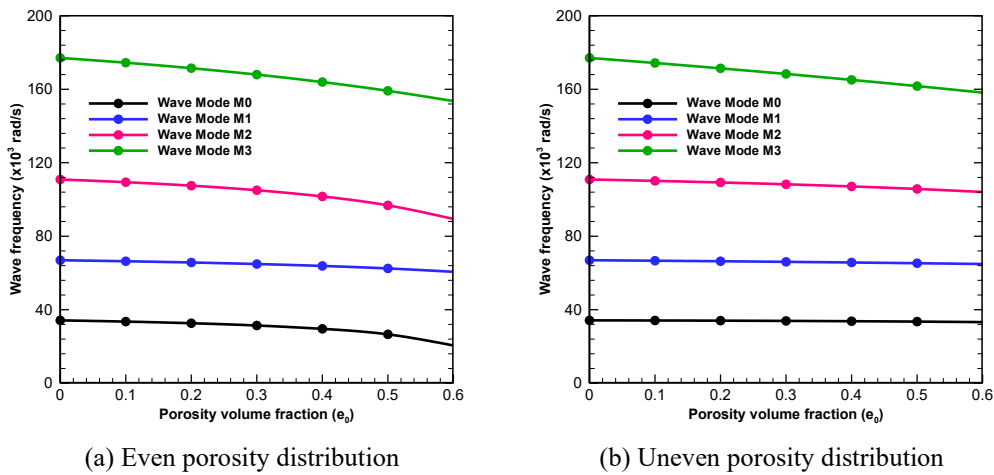 200
160
120
80
40
0
Wave frequency (x10³ rad/s)
Wave Mode M0
Wave Mode M1
Wave Mode M2
Wave Mode M3
0 0.1 0.2 0.3 0.4 0.5 0.6
Porosity volume fraction (e₀)
(a) Even porosity distribution
200
160
120
80
40
0
Wave frequency (x10³ rad/s)
Wave Mode M0
Wave Mode M1
Wave Mode M2
Wave Mode M3
0 0.1 0.2 0.3 0.4 0.5 0.6
Porosity volume fraction (e₀)
(b) Uneven porosity distribution